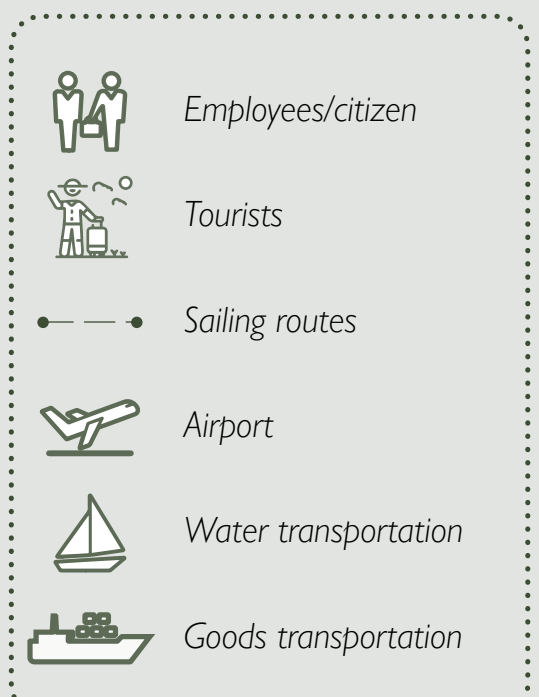 Employees/citizen
Tourists
Sailing routes
Airport
Water transportation
Goods transportation